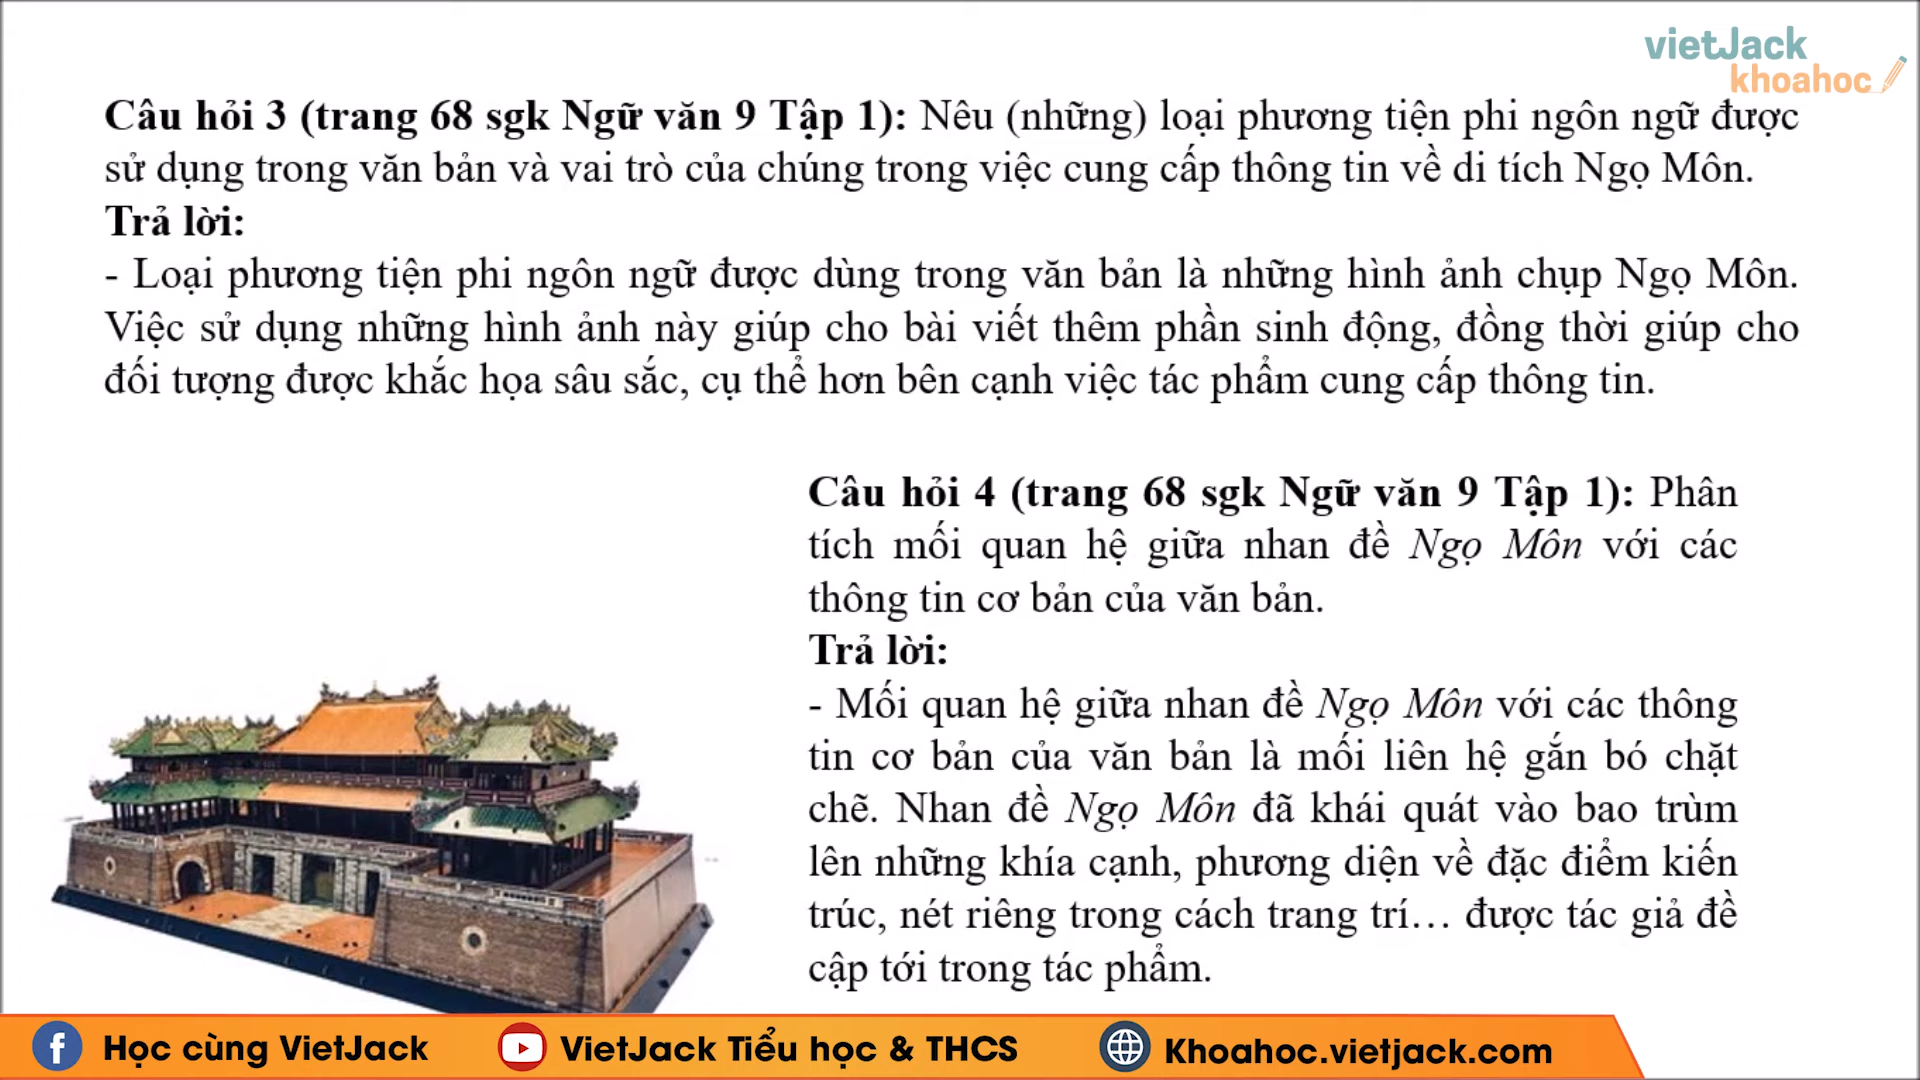 vietJack
khoahoc
Câu hỏi 3 (trang 68 sgk Ngữ văn 9 Tập 1): Nêu (những) loại phương tiện phi ngôn ngữ được
sử dụng trong văn bản và vai trò của chúng trong việc cung cấp thông tin về di tích Ngọ Môn.
Trả lời:
- Loại phương tiện phi ngôn ngữ được dùng trong văn bản là những hình ảnh chụp Ngọ Môn.
Việc sử dụng những hình ảnh này giúp cho bài viết thêm phần sinh động, đồng thời giúp cho
đối tượng được khắc họa sâu sắc, cụ thể hơn bên cạnh việc tác phẩm cung cấp thông tin.
Câu hỏi 4 (trang 68 sgk Ngữ văn 9 Tập 1): Phân
tích mối quan hệ giữa nhan đề Ngọ Môn với các
thông tin cơ bản của văn bản.
Trả lời:
- Mối quan hệ giữa nhan đề Ngọ Môn với các thông
tin cơ bản của văn bản là mối liên hệ gắn bó chặt
chẽ. Nhan đề Ngọ Môn đã khái quát vào bao trùm
lên những khía cạnh, phương diện về đặc điểm kiến
trúc, nét riêng trong cách trang trí… được tác giả đề
cập tới trong tác phẩm.
Học cùng VietJack
VietJack Tiểu học & THCS
Khoahoc.vietjack.com